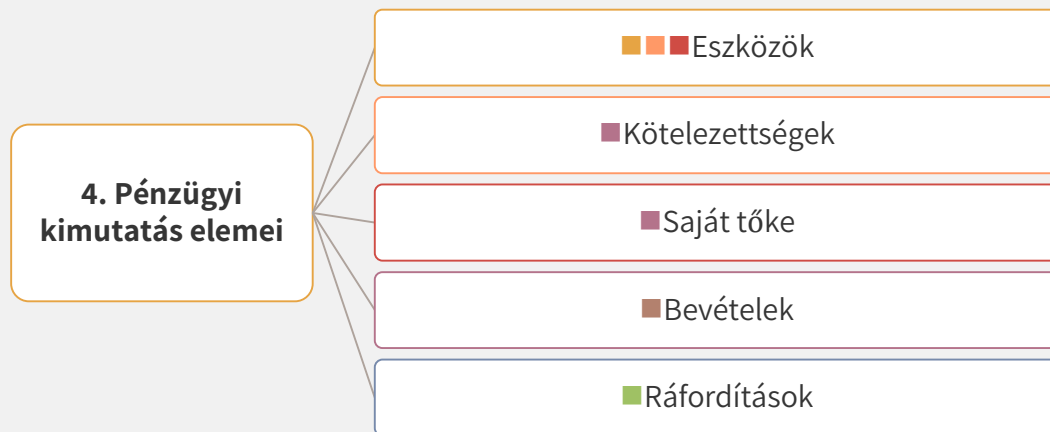 4. Pénzügyi
kimutatás elemei
Eszközök
Kötelezettségek
Saját tőke
Bevételek
Ráfordítások